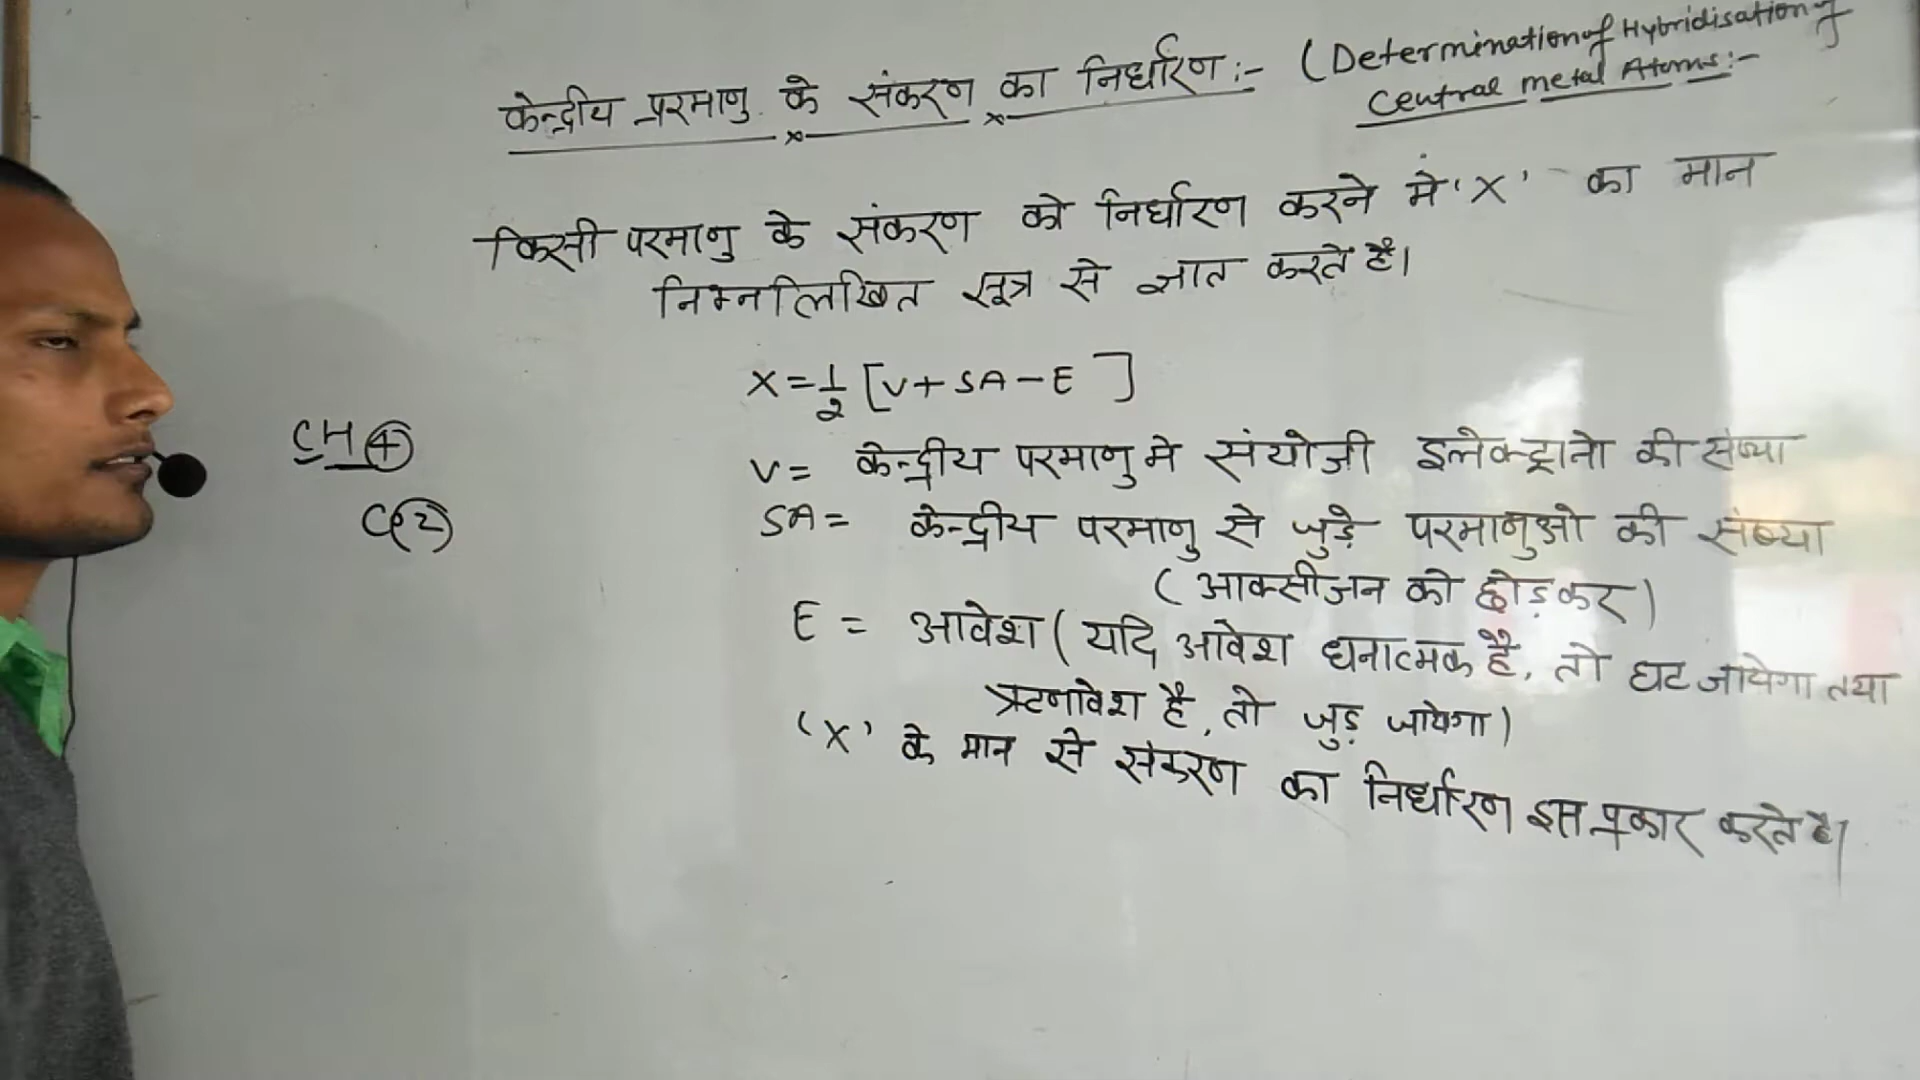 केन्द्रीय परमाणु के संकरण का निर्धारण :- (Determination of Hybridisation of
Central metal Atoms :-
किसी परमाणु के संकरण को निर्धारण करने में 'X' का मान
निम्नलिखित सूत्र से ज्ञात करते है।
X = 1/2 [V + SA - E ]
CH4
V = केन्द्रीय परमाणु मे संयोजी इलेक्ट्रानो की संख्या
SA = केन्द्रीय परमाणु से जुड़े परमाणुओ की संख्या
(आक्सीजन को छोड़कर)
E = आवेश (यदि आवेश धनात्मक है, तो घट जायेगा तथा
ऋणावेश है, तो जुड़ जायेगा)
'X' के मान से संकरण का निर्धारण इस प्रकार करते है।